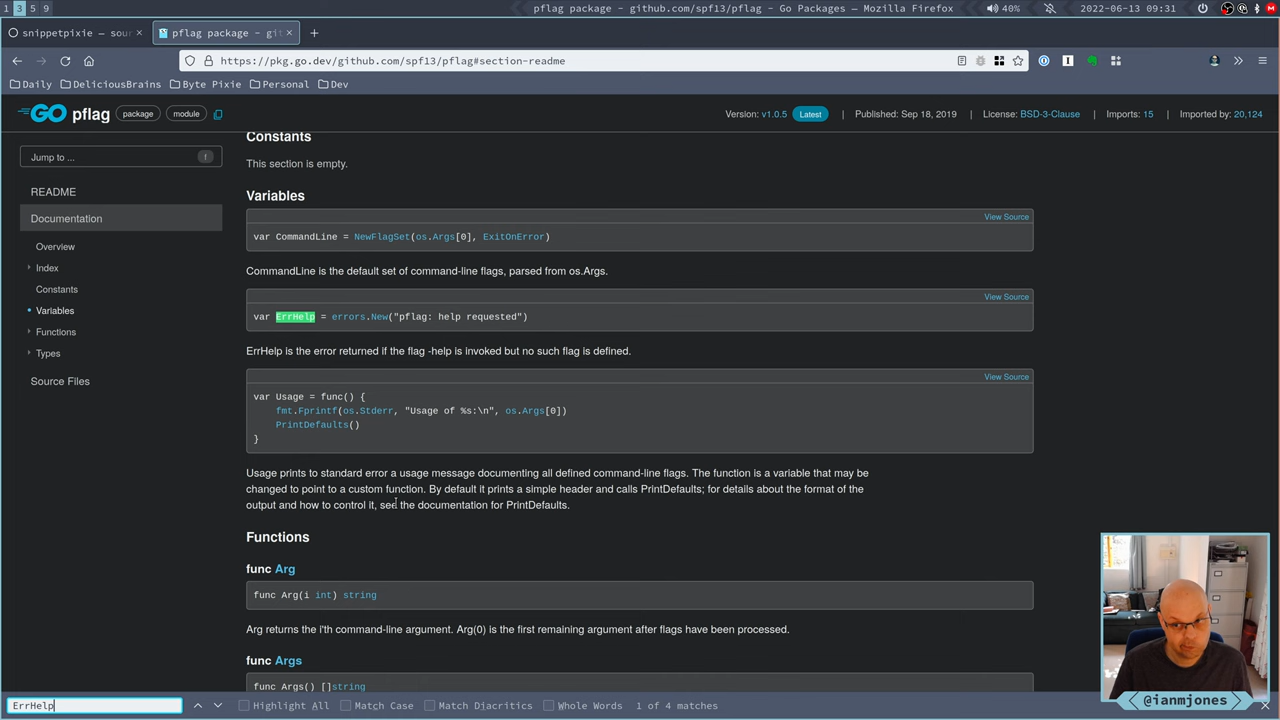 1 3 5 9
pflag package - github.com/spf13/pflag - Go Packages — Mozilla Firefox
40%
2022-06-13 09:31
snippetpixie — sour
pflag package - git
https://pkg.go.dev/github.com/spf13/pflag#section-readme
Daily DeliciousBrains Byte Pixie Personal Dev
GO pflag package module
Version: v1.0.5 Latest | Published: Sep 18, 2019 | License: BSD-3-Clause | Imports: 15 | Imported by: 20,124
Jump to ... f
README
Documentation
Overview
Index
Constants
Variables
Functions
Types
Source Files
Constants
This section is empty.
Variables
View Source
var CommandLine = NewFlagSet(os.Args[0], ExitOnError)
CommandLine is the default set of command-line flags, parsed from os.Args.
View Source
var ErrHelp = errors.New("pflag: help requested")
ErrHelp is the error returned if the flag -help is invoked but no such flag is defined.
View Source
var Usage = func() {
fmt.Fprintf(os.Stderr, "Usage of %s:\n", os.Args[0])
PrintDefaults()
}
Usage prints to standard error a usage message documenting all defined command-line flags. The function is a variable that may be
changed to point to a custom function. By default it prints a simple header and calls PrintDefaults; for details about the format of the
output and how to control it, see the documentation for PrintDefaults.
Functions
func Arg
func Arg(i int) string
Arg returns the i'th command-line argument. Arg(0) is the first remaining argument after flags have been processed.
func Args
func Args() []string
@ianmjones
ErrHelp
Highlight All Match Case Match Diacritics Whole Words 1 of 4 matches